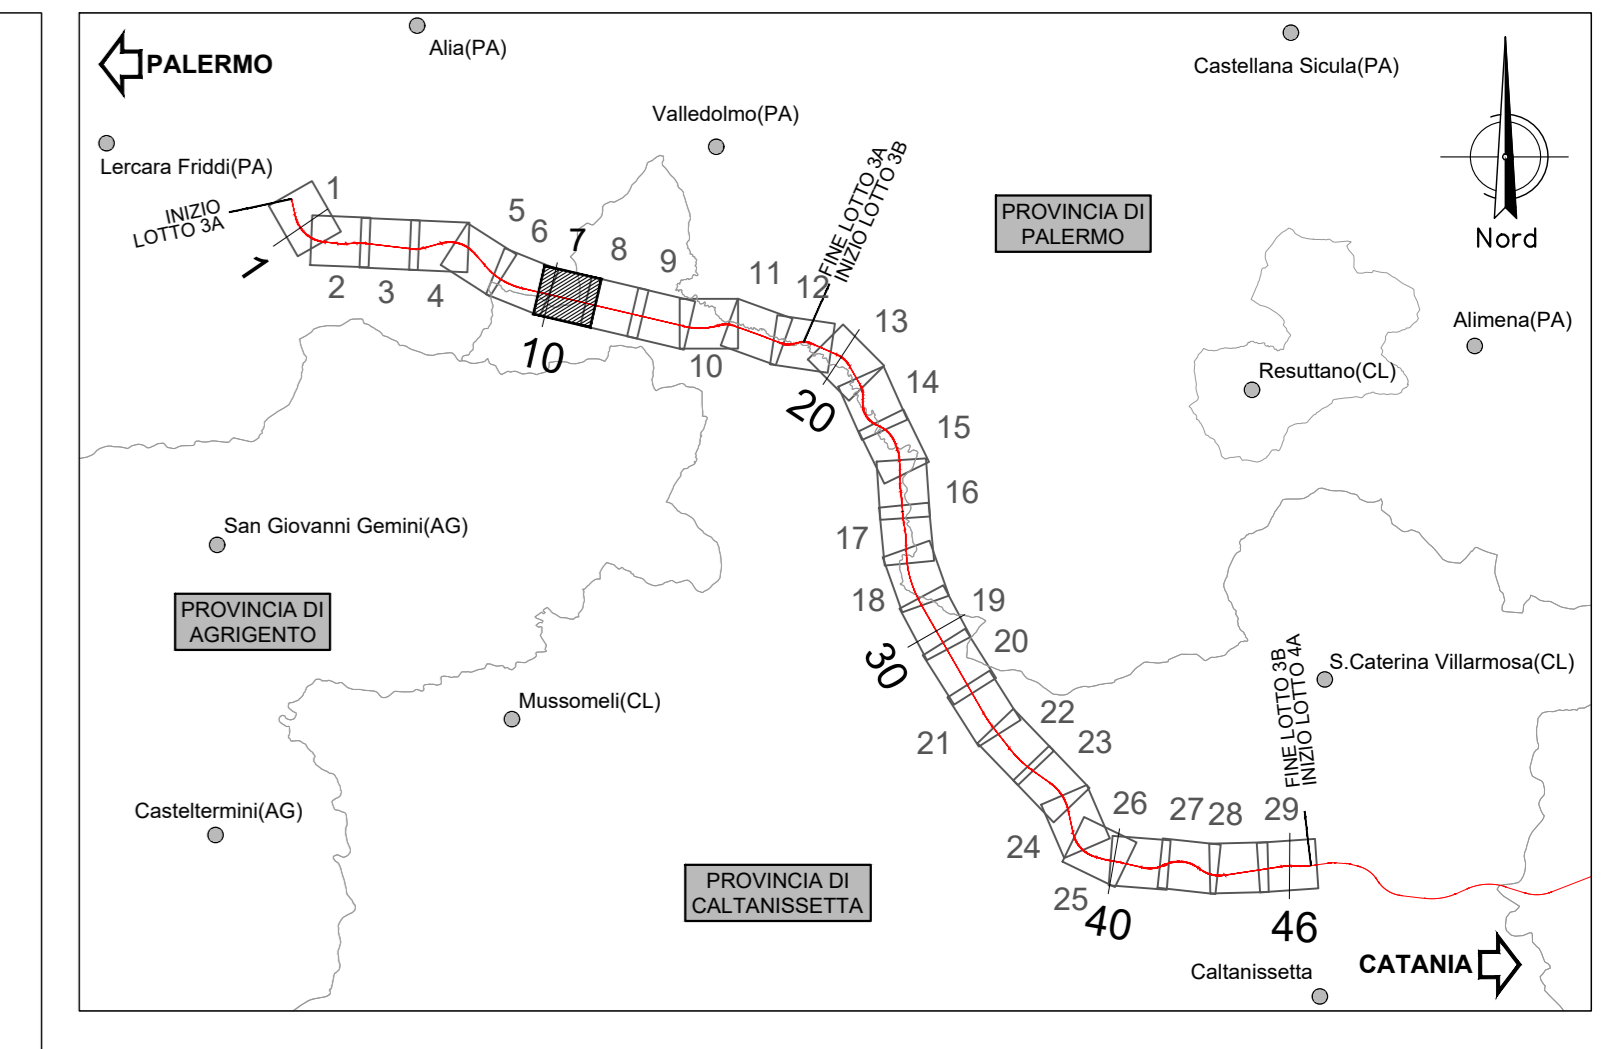 PALERMO
Alia(PA)
Castellana Sicula(PA)
Valledolmo(PA)
Lercara Friddi(PA)
INIZIO
LOTTO 3A
FINE LOTTO 3A
INIZIO LOTTO 3B
PROVINCIA DI
PALERMO
Nord
1
1
2
3
4
5
6
7
8
9
10
10
11
12
13
14
15
16
17
18
19
20
20
21
22
23
24
25
26
27
28
29
30
40
46
Alimena(PA)
Resuttano(CL)
San Giovanni Gemini(AG)
PROVINCIA DI
AGRIGENTO
Mussomeli(CL)
S.Caterina Villarmosa(CL)
FINE LOTTO 3B
INIZIO LOTTO 4A
Casteltermini(AG)
PROVINCIA DI
CALTANISSETTA
Caltanissetta
CATANIA